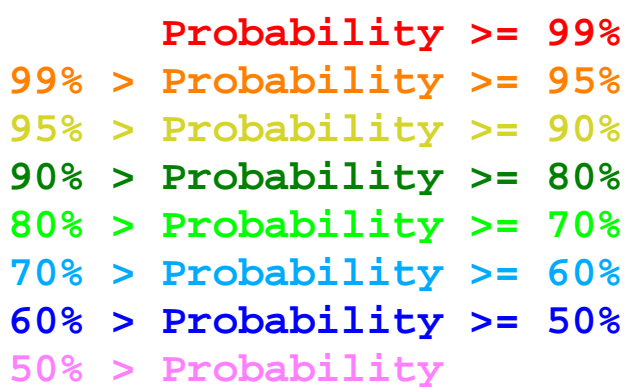 Probability >= 99%
99% > Probability >= 95%
95% > Probability >= 90%
90% > Probability >= 80%
80% > Probability >= 70%
70% > Probability >= 60%
60% > Probability >= 50%
50% > Probability